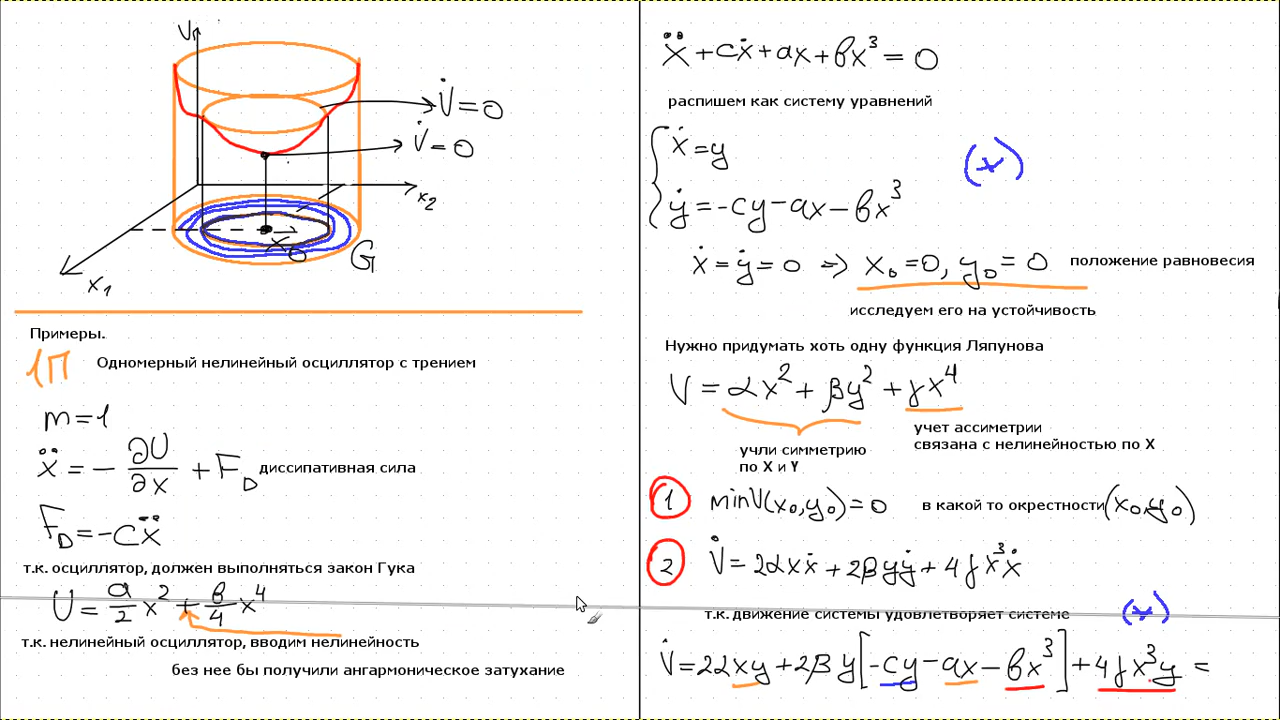 V
V̇=0
V̇=0
x₂
x₀
G
x₁
Примеры.
1П Одномерный нелинейный осциллятор с трением
m=1
ẍ = - ∂U/∂x + F_D диссипативная сила
F_D=-cẍ
т.к. осциллятор, должен выполняться закон Гука
U = a/2 x² + в/4 x⁴
т.к. нелинейный осциллятор, вводим нелинейность
без нее бы получили ангармоническое затухание
ẍ+cẋ+ax+вx³=0
распишем как систему уравнений
ẋ=y
(*)
ẏ=-cy-ax-вx³
ẋ=ẏ=0 => x₀=0, y₀=0 положение равновесия
исследуем его на устойчивость
Нужно придумать хоть одну функция Ляпунова
V = αx²+βy²+γx⁴
учли симметрию
по X и Y
учет ассиметрии
связана с нелинейностью по X
1 minV(x₀,y₀)=0 в какой то окрестности (x₀,y₀)
2 V̇=2αxẋ+2βyẏ+4γx³ẋ
т.к. движение системы удовлетворяет системе (*)
V̇=2αxy+2βy[-cy-ax-вx³]+4γx³y =